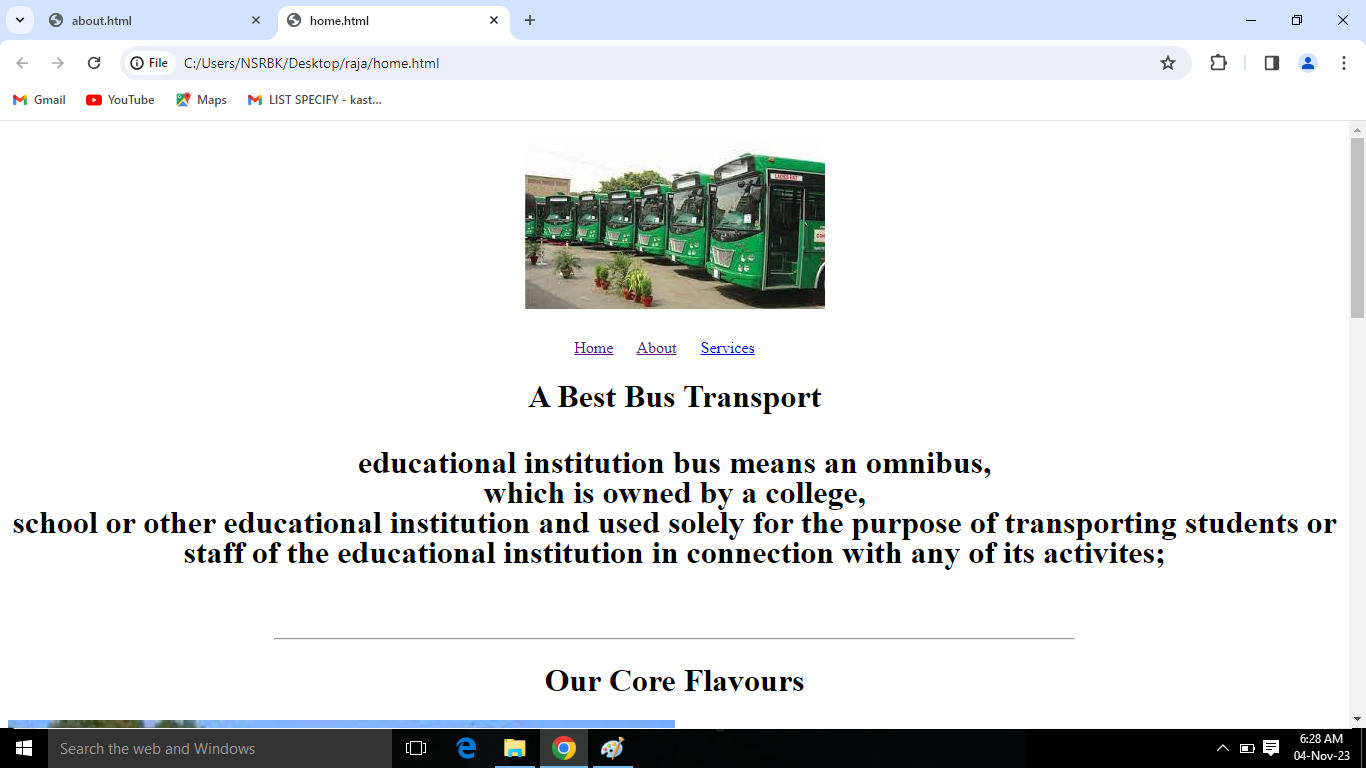 about.html
home.html
File
C:/Users/NSRBK/Desktop/raja/home.html
Gmail
YouTube
Maps
LIST SPECIFY - kast...
Home
About
Services
A Best Bus Transport
educational institution bus means an omnibus,
which is owned by a college,
school or other educational institution and used solely for the purpose of transporting students or
staff of the educational institution in connection with any of its activites;
Our Core Flavours
Search the web and Windows
6:28 AM
04-Nov-23